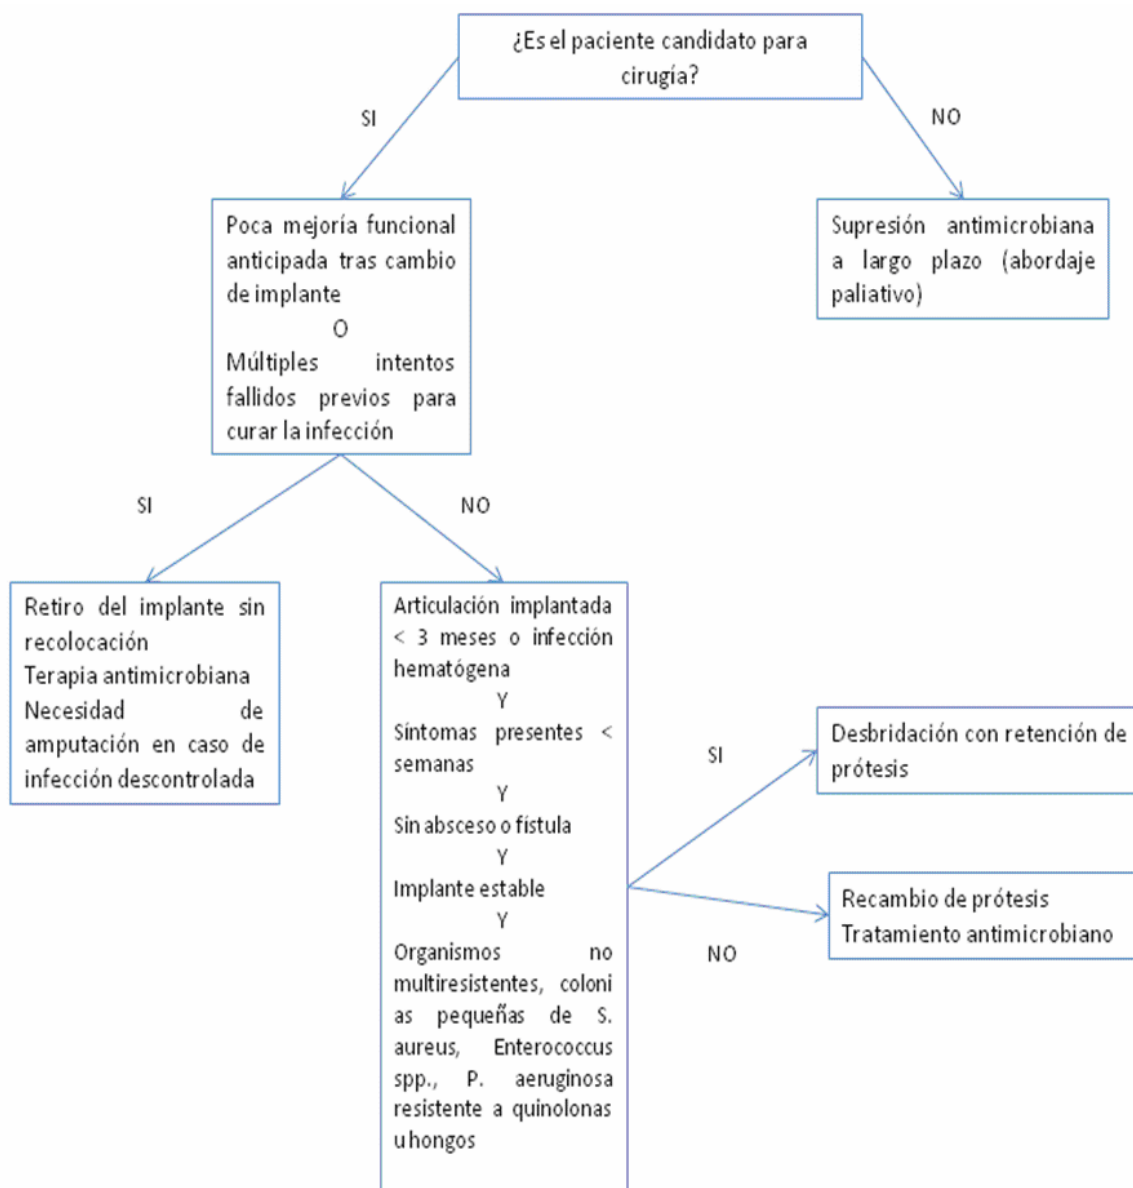 ¿Es el paciente candidato para
cirugía?
SI
NO
Poca mejoría funcional
anticipada tras cambio
de implante
O
Múltiples intentos
fallidos previos para
curar la infección
Supresión antimicrobiana
a largo plazo (abordaje
paliativo)
SI
NO
Retiro del implante sin
recolocación
Terapia antimicrobiana
Necesidad de
amputación en caso de
infección descontrolada
Articulación implantada
< 3 meses o infección
hematógena
Y
Síntomas presentes <
semanas
Y
Sin absceso o fístula
Y
Implante estable
Y
Organismos no
multiresistentes, coloni
as pequeñas de S.
aureus, Enterococcus
spp., P. aeruginosa
resistente a quinolonas
u hongos
SI
Desbridación con retención de
prótesis
NO
Recambio de prótesis
Tratamiento antimicrobiano